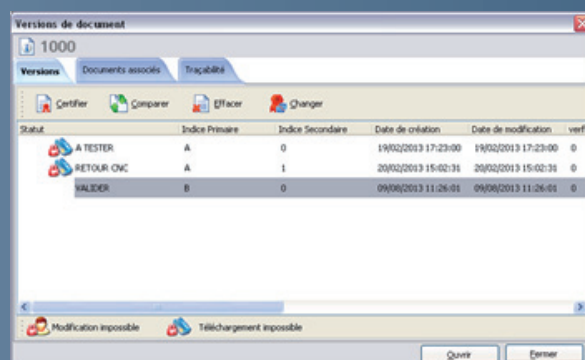 Versions de document
1000
Versions Documents associés Traçabilité
Certifier Comparer Effacer Changer
Statut Indice Primaire Indice Secondaire Date de création Date de modification verf
A TESTER A 0 19/02/2013 17:23:00 19/02/2013 17:23:00 0
RETOUR CNC A 1 20/02/2013 15:02:31 20/02/2013 15:02:31 0
VALIDER B 0 09/08/2013 11:26:01 09/08/2013 11:26:01 0
Modification impossible Téléchargement impossible
Ouvrir Fermer